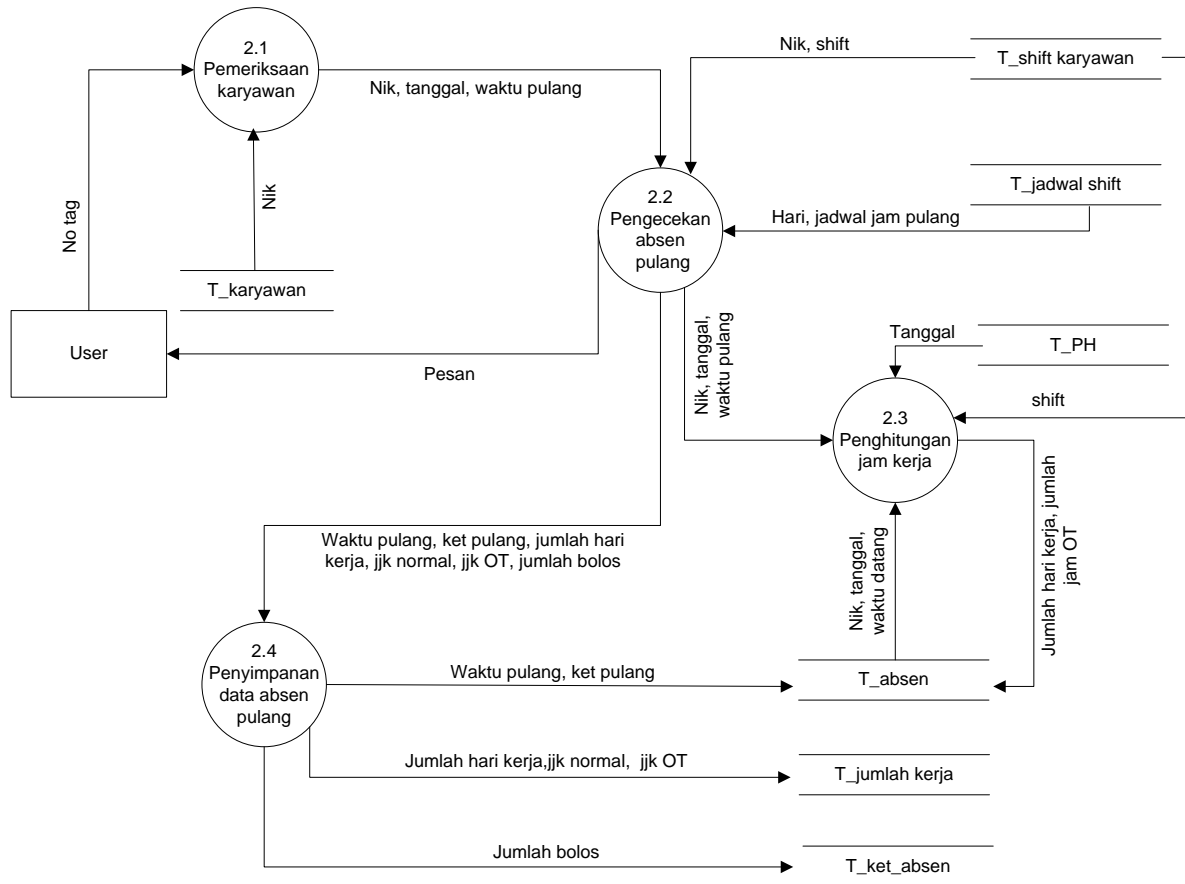 2.1
Pemeriksaan
karyawan
Nik, shift
T_shift karyawan
Nik, tanggal, waktu pulang
No tag
Nik
T_karyawan
User
2.2
Pengecekan
absen
pulang
T_jadwal shift
Hari, jadwal jam pulang
Pesan
Nik, tanggal,
waktu pulang
Tanggal
T_PH
shift
2.3
Penghitungan
jam kerja
Waktu pulang, ket pulang, jumlah hari
kerja, jjk normal, jjk OT, jumlah bolos
Nik, tanggal,
waktu datang
Jumlah hari kerja, jumlah
jam OT
2.4
Penyimpanan
data absen
pulang
Waktu pulang, ket pulang
T_absen
Jumlah hari kerja,jjk normal,  jjk OT
T_jumlah kerja
Jumlah bolos
T_ket_absen